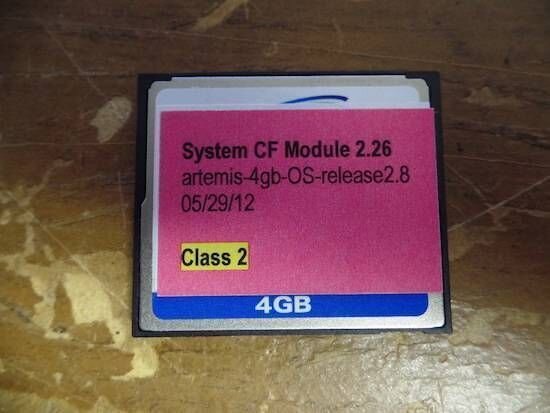 System CF Module 2.26
artemis-4gb-OS-release2.8
05/29/12
Class 2
4GB